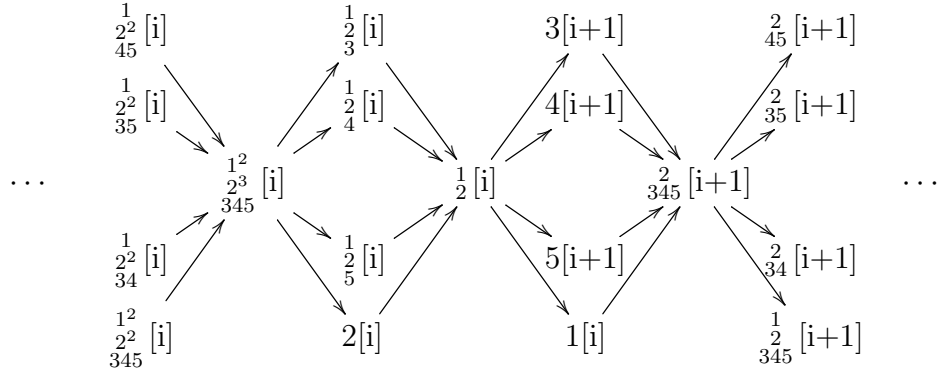 1 2² 45 [i] 1 2 3 [i] 3[i+1] 2 45 [i+1]
1 2² 35 [i] 1 2 4 [i] 4[i+1] 2 35 [i+1]
··· 1² 2³ 345 [i] 1 2 [i] 2 345 [i+1] ···
1 2² 34 [i] 1 2 5 [i] 5[i+1] 2 34 [i+1]
1² 2² 345 [i] 2[i] 1[i] 1 2 345 [i+1]